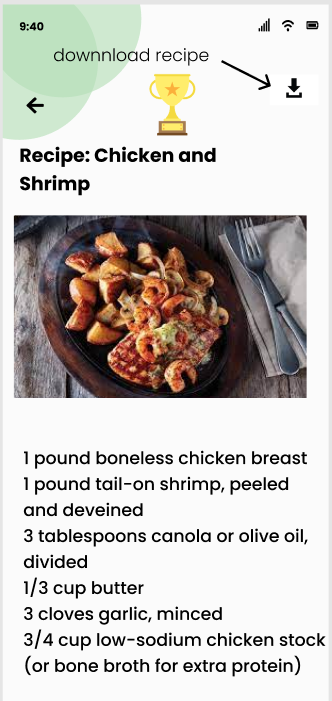 9:40
downnload recipe
Recipe: Chicken and
Shrimp
1 pound boneless chicken breast
1 pound tail-on shrimp, peeled
and deveined
3 tablespoons canola or olive oil,
divided
1/3 cup butter
3 cloves garlic, minced
3/4 cup low-sodium chicken stock
(or bone broth for extra protein)